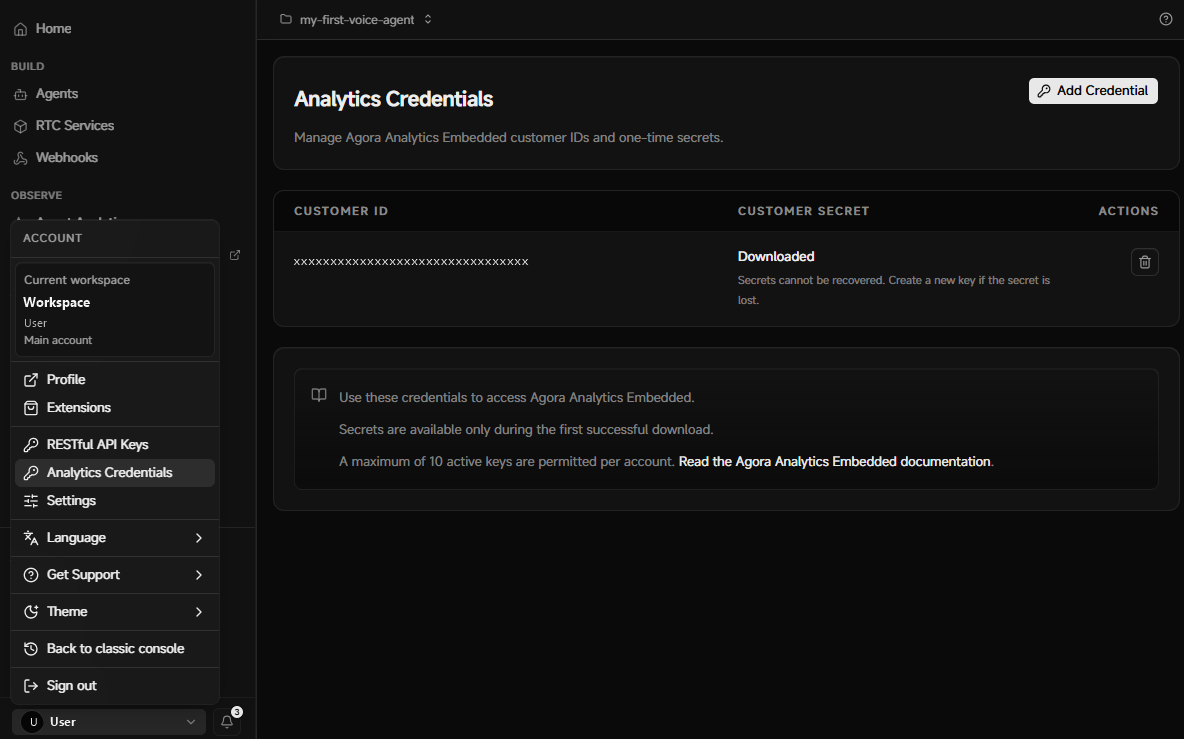 Home
BUILD
Agents
RTC Services
Webhooks
OBSERVE
ACCOUNT
Current workspace
Workspace
User
Main account
Profile
Extensions
RESTful API Keys
Analytics Credentials
Settings
Language
Get Support
Theme
Back to classic console
Sign out
U User
3
my-first-voice-agent
Analytics Credentials
Add Credential
Manage Agora Analytics Embedded customer IDs and one-time secrets.
CUSTOMER ID CUSTOMER SECRET ACTIONS
xxxxxxxxxxxxxxxxxxxxxxxxxxxxxxxx
Downloaded
Secrets cannot be recovered. Create a new key if the secret is
lost.
Use these credentials to access Agora Analytics Embedded.
Secrets are available only during the first successful download.
A maximum of 10 active keys are permitted per account. Read the Agora Analytics Embedded documentation.